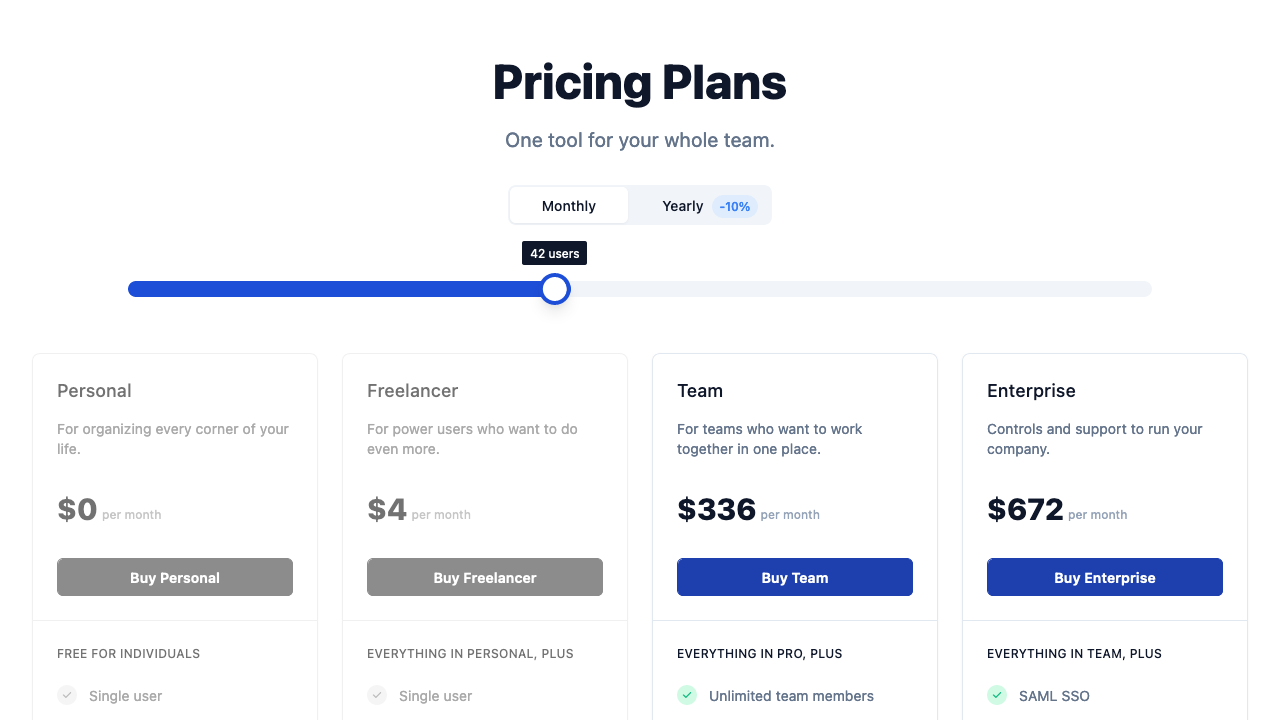 Pricing Plans
One tool for your whole team.
Monthly
Yearly -10%
42 users
Personal
For organizing every corner of your
life.
$0 per month
Buy Personal
FREE FOR INDIVIDUALS
Single user
Freelancer
For power users who want to do
even more.
$4 per month
Buy Freelancer
EVERYTHING IN PERSONAL, PLUS
Single user
Team
For teams who want to work
together in one place.
$336 per month
Buy Team
EVERYTHING IN PRO, PLUS
Unlimited team members
Enterprise
Controls and support to run your
company.
$672 per month
Buy Enterprise
EVERYTHING IN TEAM, PLUS
SAML SSO